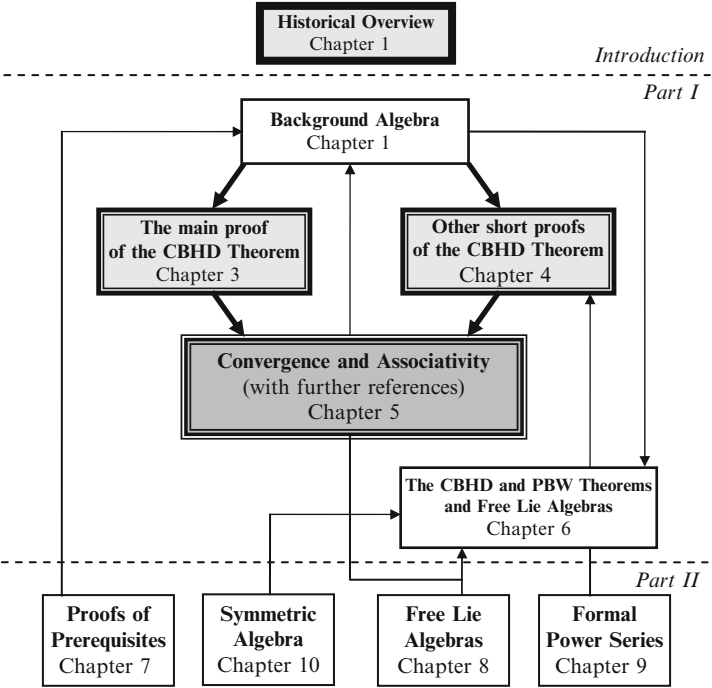 Historical Overview
Chapter 1
Introduction
Part I
Background Algebra
Chapter 1
The main proof
of the CBHD Theorem
Chapter 3
Other short proofs
of the CBHD Theorem
Chapter 4
Convergence and Associativity
(with further references)
Chapter 5
The CBHD and PBW Theorems
and Free Lie Algebras
Chapter 6
Part II
Proofs of
Prerequisites
Chapter 7
Symmetric
Algebra
Chapter 10
Free Lie
Algebras
Chapter 8
Formal
Power Series
Chapter 9